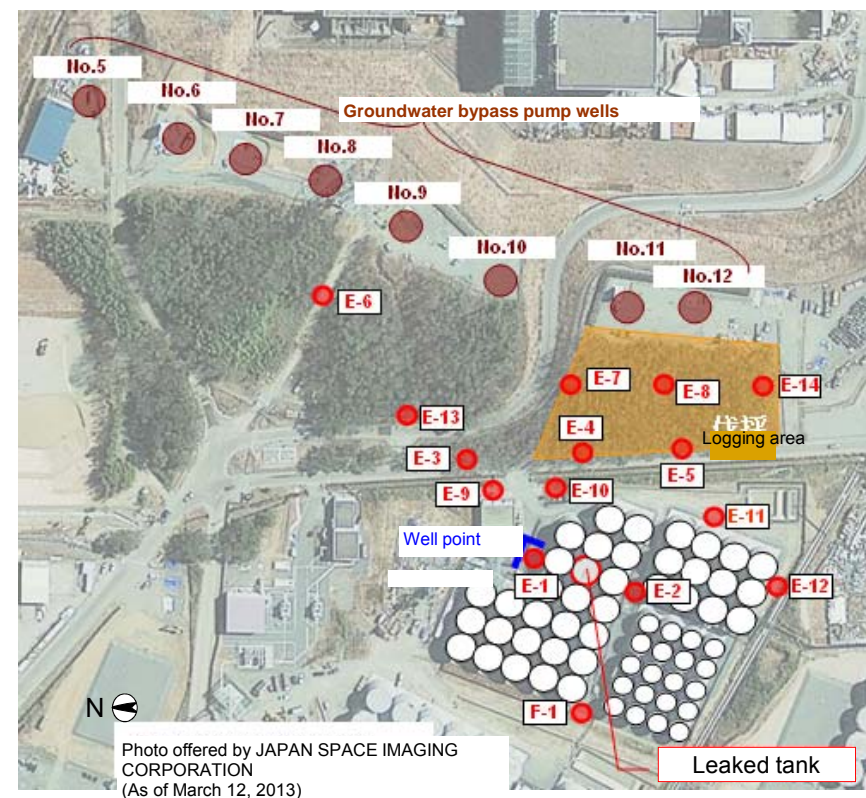 No.5
No.6
No.7
No.8
No.9
No.10
No.11
No.12
Groundwater bypass pump wells
E-6
E-7
E-8
E-14
E-13
E-4
Logging area
E-3
E-5
E-9
E-10
E-11
Well point
E-1
E-2
E-12
F-1
N
Photo offered by JAPAN SPACE IMAGING
CORPORATION
(As of March 12, 2013)
Leaked tank